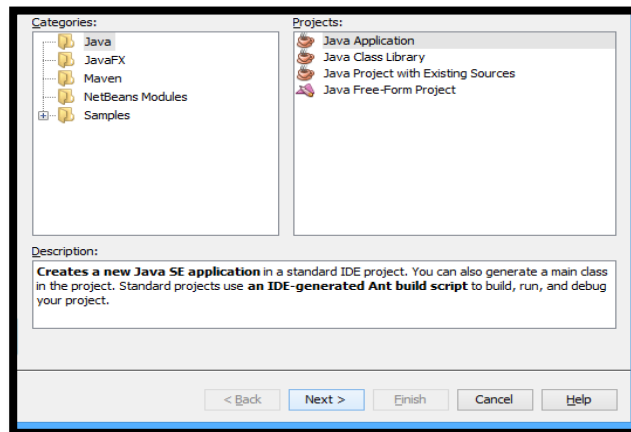 Categories:
Java
JavaFX
Maven
NetBeans Modules
Samples
Projects:
Java Application
Java Class Library
Java Project with Existing Sources
Java Free-Form Project
Description:
Creates a new Java SE application in a standard IDE project. You can also generate a main class
in the project. Standard projects use an IDE-generated Ant build script to build, run, and debug
your project.
< Back
Next >
Finish
Cancel
Help